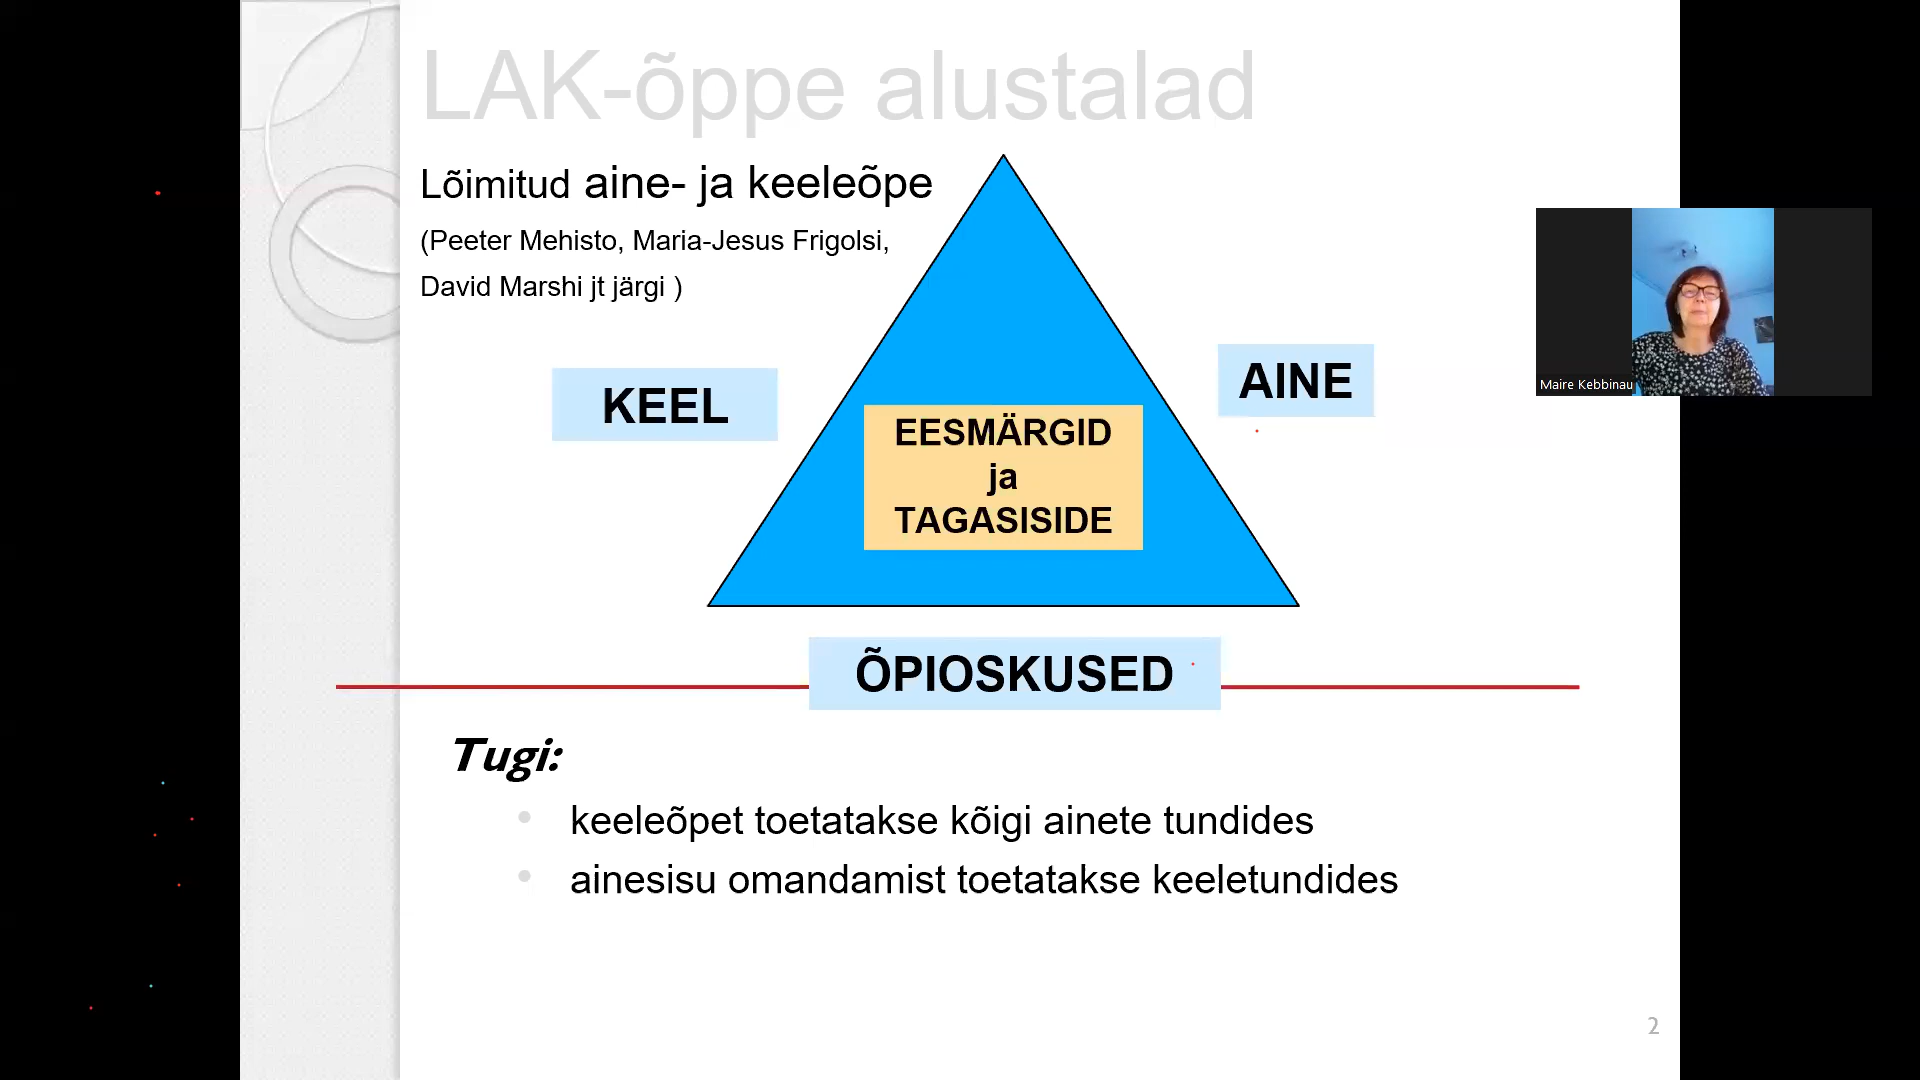 LAK-õppe alustalad
Lõimitud aine- ja keeleõpe
(Peeter Mehisto, Maria-Jesus Frigolsi,
David Marshi jt järgi )
KEEL
AINE
EESMÄRGID
ja
TAGASISIDE
ÕPIOSKUSED
Tugi:
keeleõpet toetatakse kõigi ainete tundides
ainesisu omandamist toetatakse keeletundides
2
Maire Kebbinau